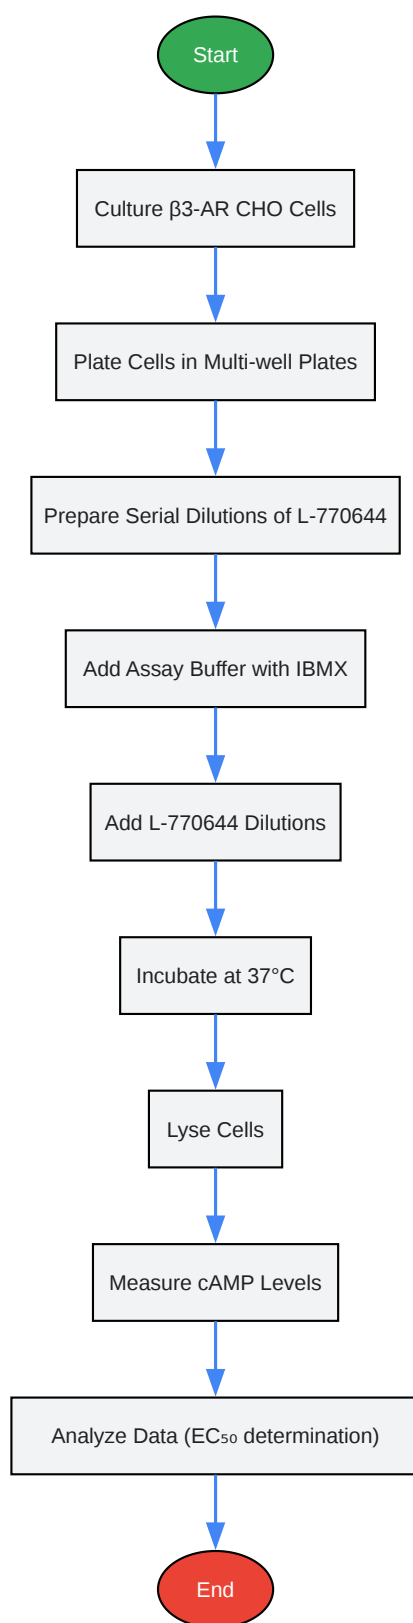 Start
Culture β3-AR CHO Cells
Plate Cells in Multi-well Plates
Prepare Serial Dilutions of L-770644
Add Assay Buffer with IBMX
Add L-770644 Dilutions
Incubate at 37°C
Lyse Cells
Measure cAMP Levels
Analyze Data (EC₅₀ determination)
End